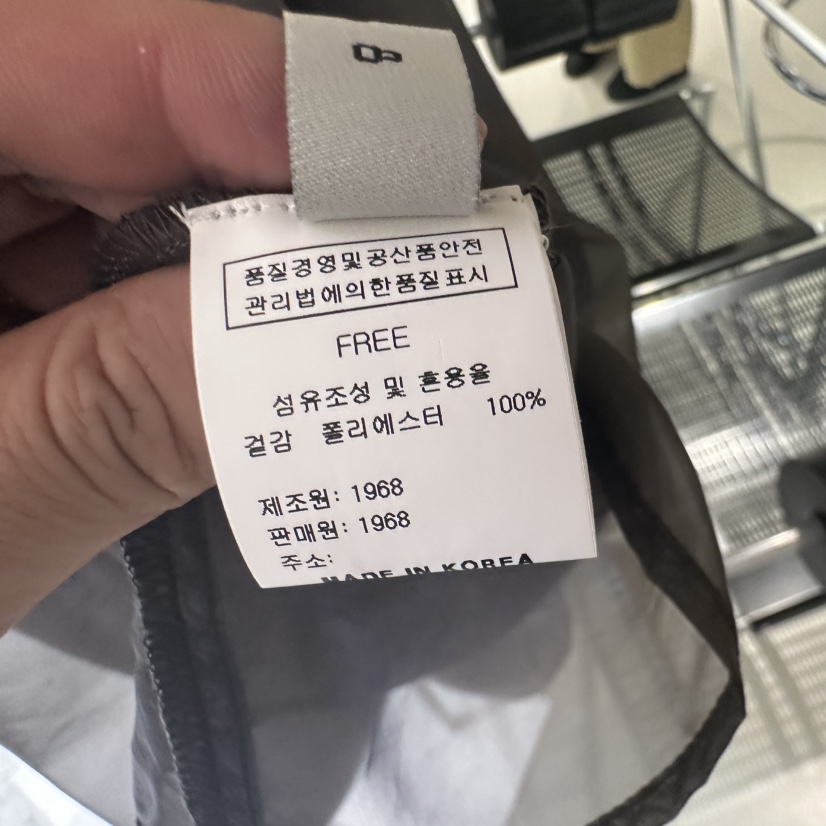 품질경영및공산품안전
관리법에의한품질표시
FREE
섬유조성 및 혼용율
겉감 폴리에스터 100%
제조원: 1968
판매원: 1968
주소:
MADE IN KOREA